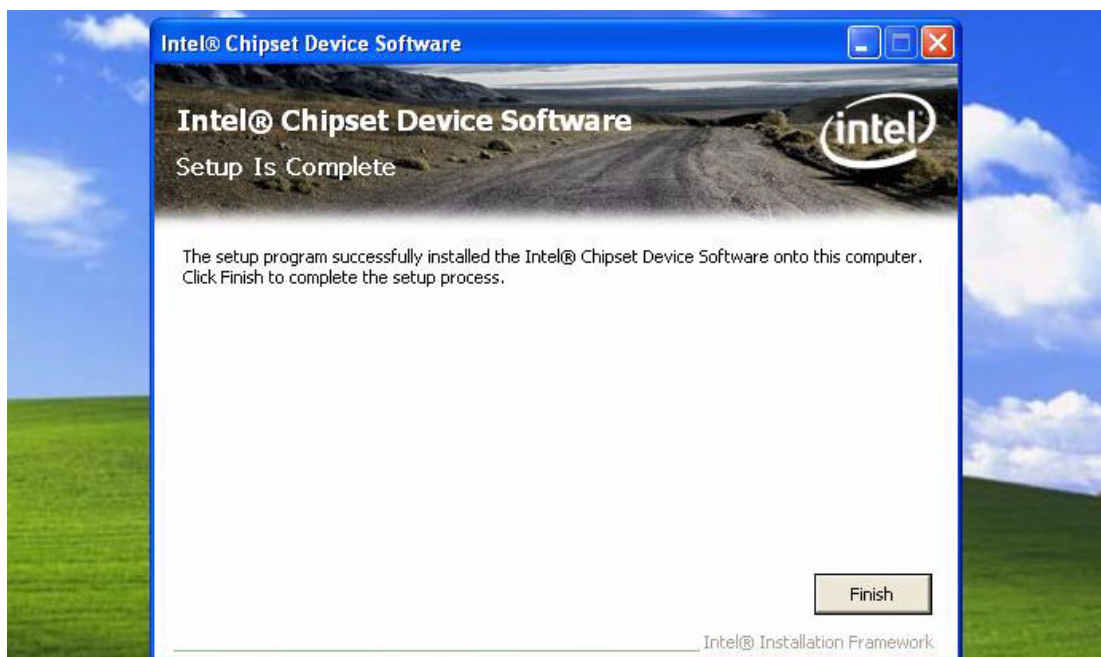 Intel® Chipset Device Software
Intel® Chipset Device Software
intel
Setup Is Complete
The setup program successfully installed the Intel® Chipset Device Software onto this computer.
Click Finish to complete the setup process.
Finish
Intel® Installation Framework